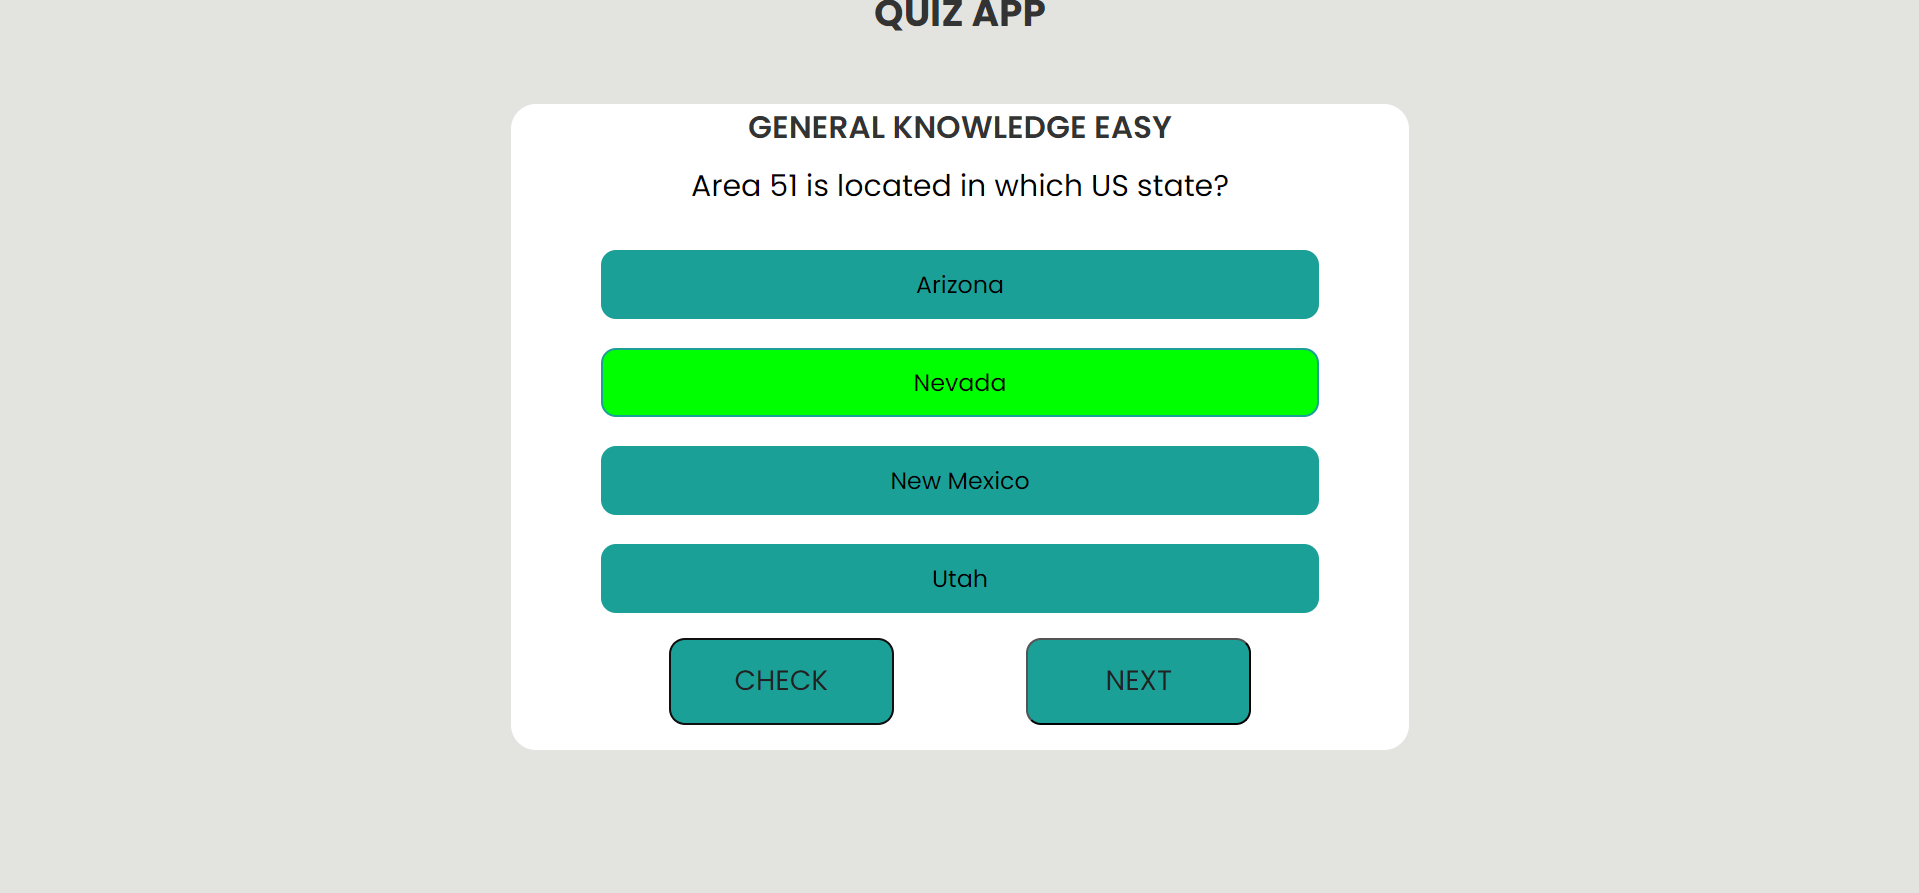 QUIZ APP
GENERAL KNOWLEDGE EASY
Area 51 is located in which US state?
Arizona
Nevada
New Mexico
Utah
CHECK
NEXT